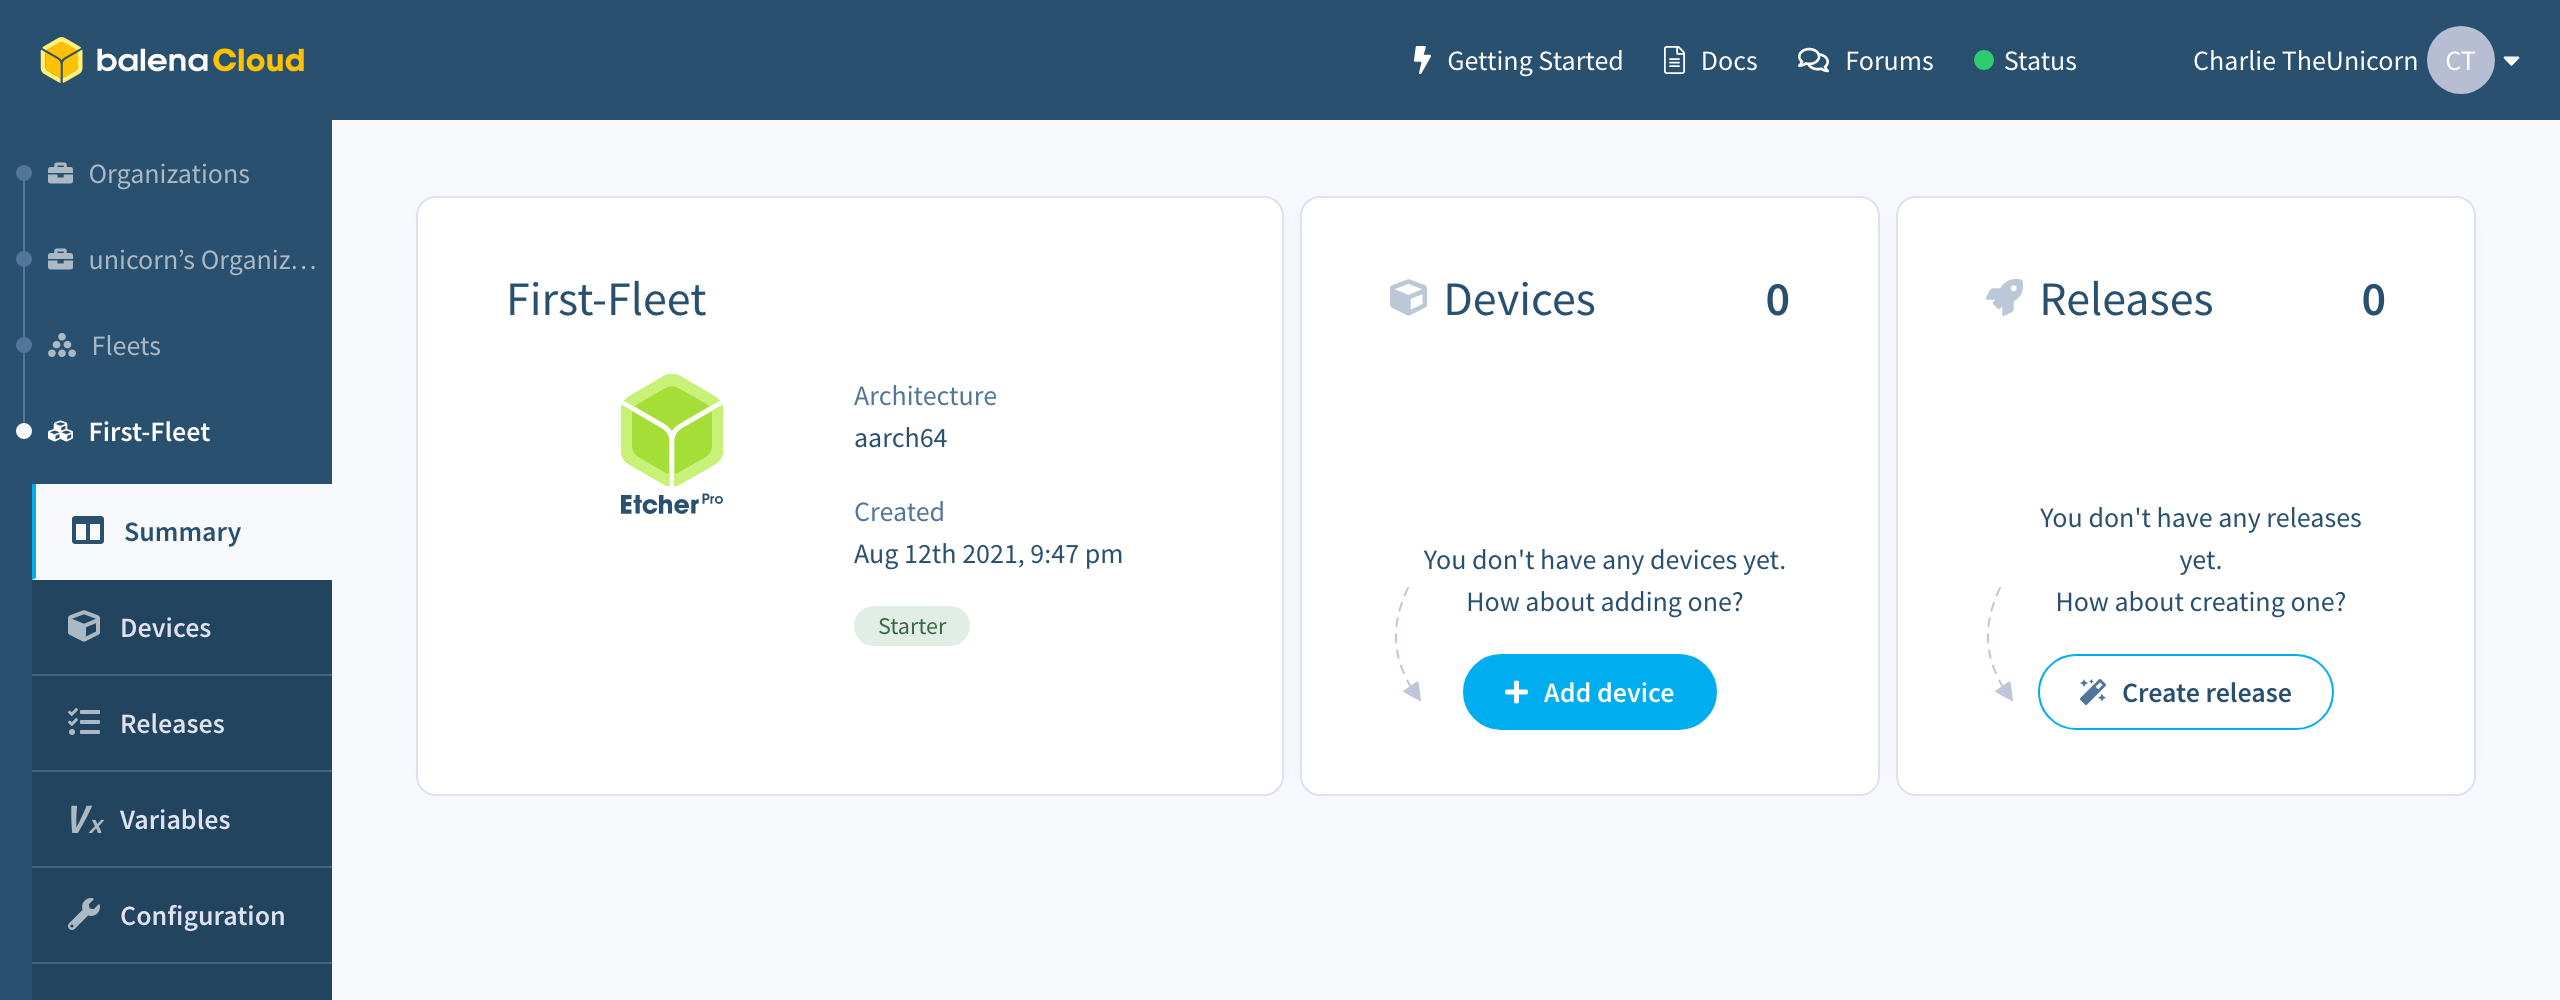 balenaCloud
Getting Started
Docs
Forums
Status
Charlie TheUnicorn
CT
Organizations
unicorn’s Organiz…
Fleets
First-Fleet
Summary
Devices
Releases
Vx Variables
Configuration
First-Fleet
Etcher Pro
Architecture
aarch64
Created
Aug 12th 2021, 9:47 pm
Starter
Devices 0
You don't have any devices yet.
How about adding one?
Add device
Releases 0
You don't have any releases
yet.
How about creating one?
Create release